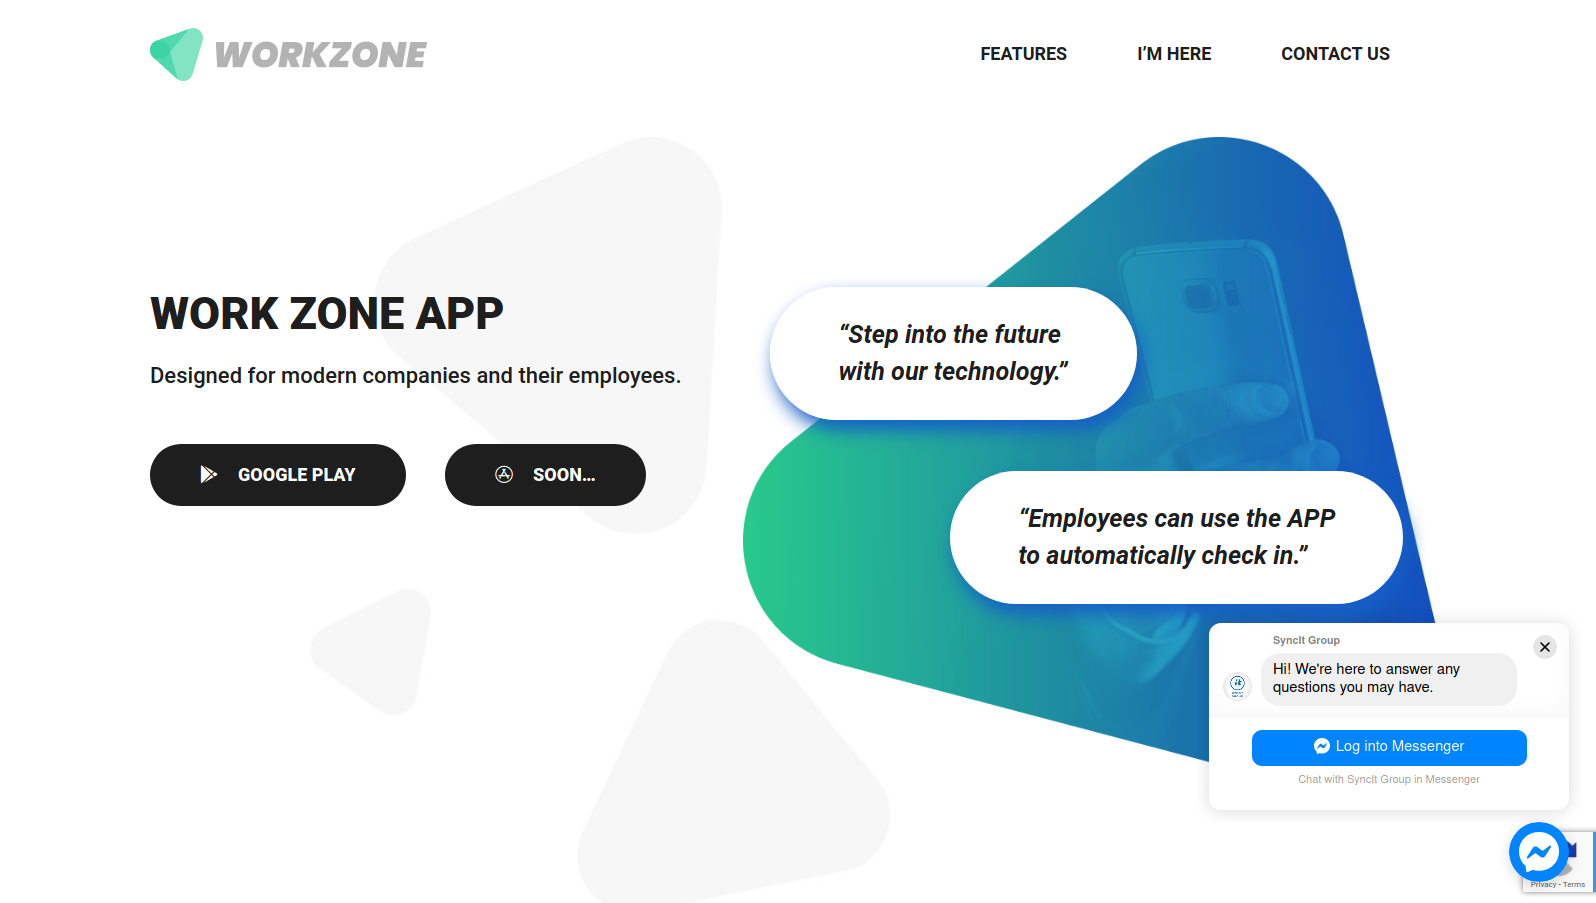 WORKZONE
FEATURES
I’M HERE
CONTACT US
WORK ZONE APP
Designed for modern companies and their employees.
GOOGLE PLAY
SOON...
“Step into the future
with our technology.”
“Employees can use the APP
to automatically check in.”
SyncIt Group
Hi! We're here to answer any
questions you may have.
Log into Messenger
Chat with SyncIt Group in Messenger
Privacy - Terms